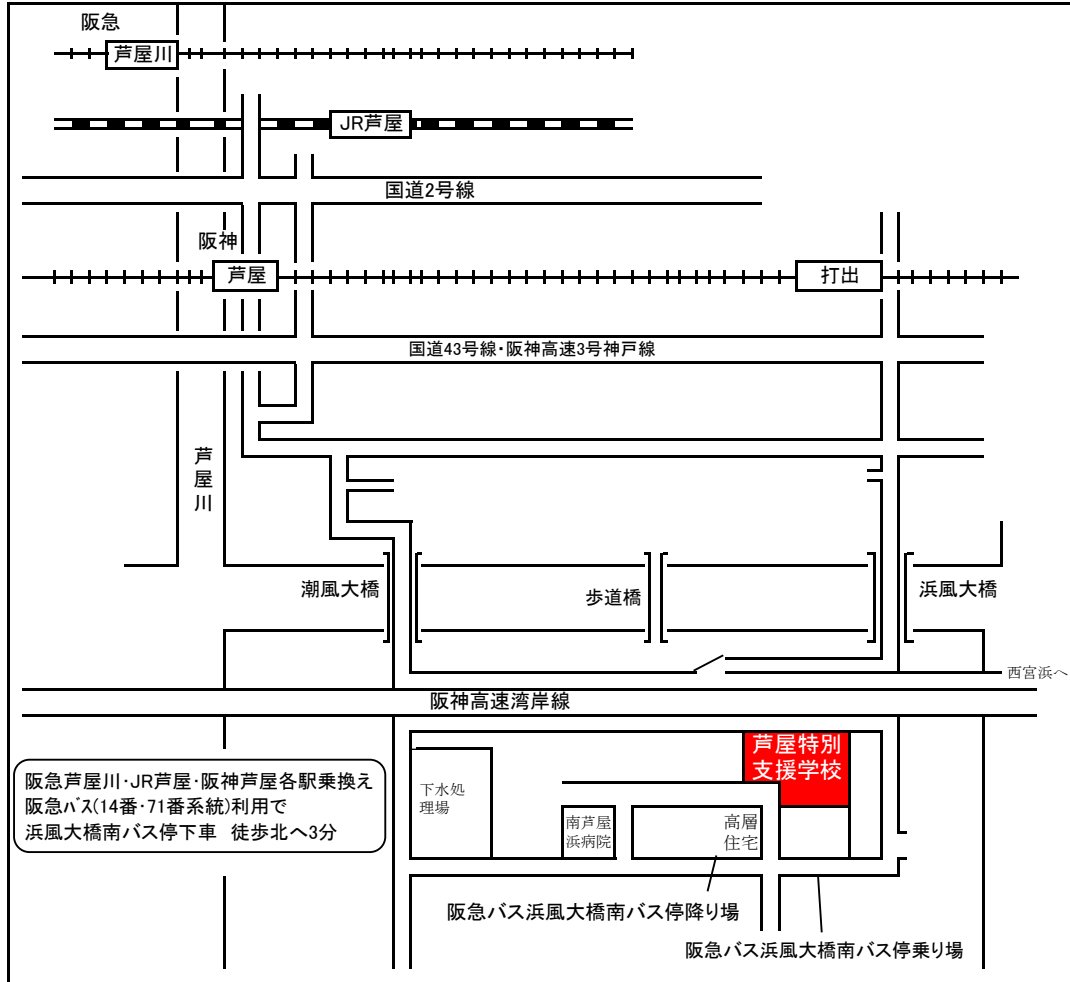 阪急
芦屋川
JR芦屋
国道2号線
阪神
芦屋
打出
国道43号線・阪神高速3号神戸線
芦屋川
潮風大橋
歩道橋
浜風大橋
西宮浜へ
阪神高速湾岸線
芦屋特別
支援学校
阪急芦屋川・JR芦屋・阪神芦屋各駅乗換え
阪急バス(14番・71番系統)利用で
浜風大橋南バス停下車 徒歩北へ3分
下水処
理場
南芦屋
浜病院
高層
住宅
阪急バス浜風大橋南バス停降り場
阪急バス浜風大橋南バス停乗り場